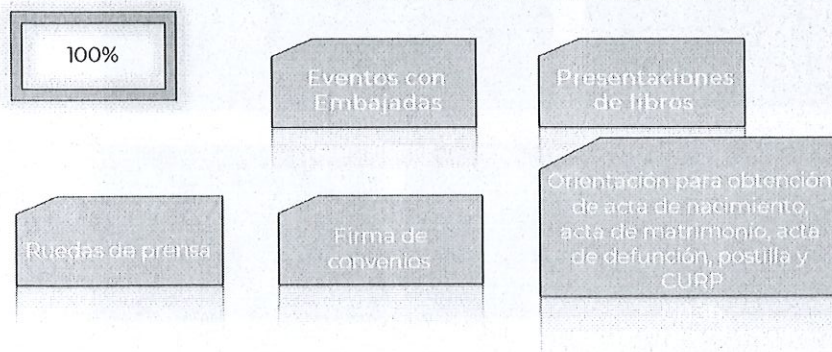 100%
Eventos con
Embajadas
Presentaciones
de libros
Ruedas de prensa
Firma de
convenios
Orientación para obtención
de acta de nacimiento,
acta de matrimonio, acta
de defunción, postilla y
CURP